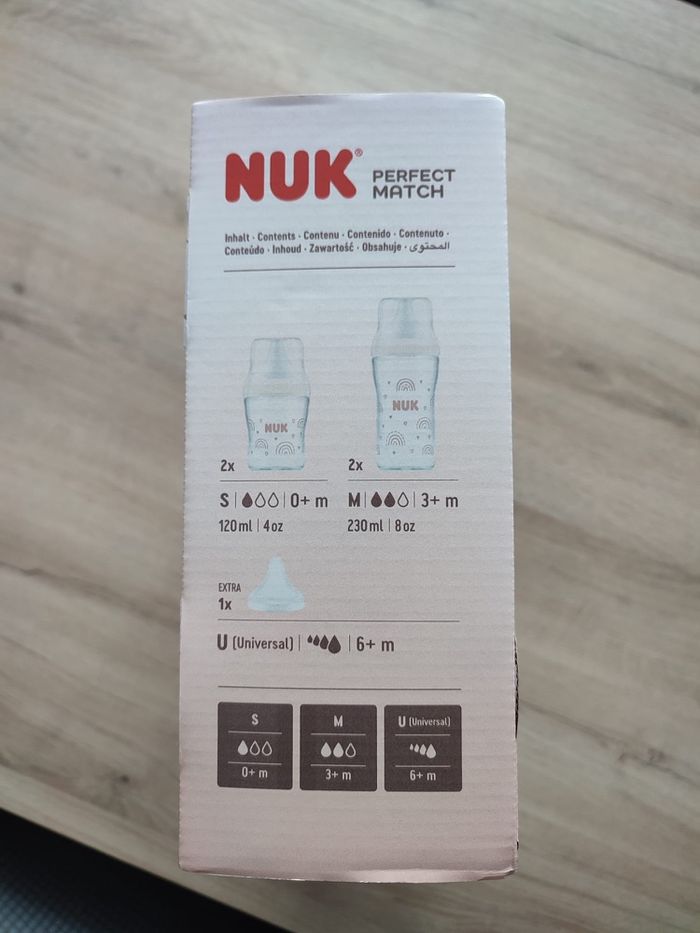 NUK® PERFECT
MATCH
Inhalt · Contents · Contenu · Contenido · Contenuto ·
Conteúdo · Inhoud · Zawartość · Obsahuje · المحتوى
NUK
NUK
2x
2x
S | 0+ m
M | 3+ m
120 ml | 4 oz
230 ml | 8 oz
EXTRA
1x
U (Universal) | 6+ m
S
M
U (Universal)
0+ m
3+ m
6+ m